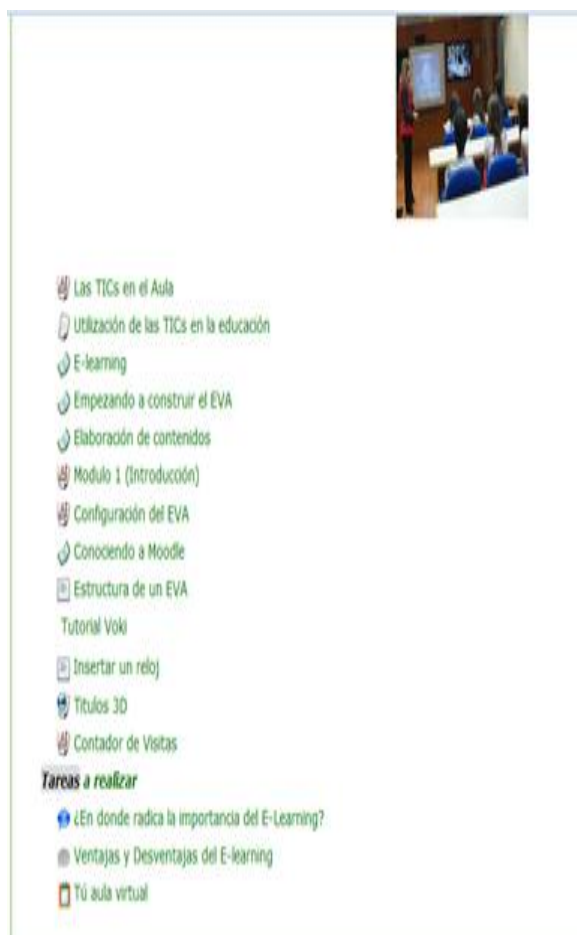 Las TICs en el Aula
Utilización de las TICs en la educación
E-learning
Empezando a construir el EVA
Elaboración de contenidos
Modulo 1 (Introducción)
Configuración del EVA
Conociendo a Moodle
Estructura de un EVA
Tutorial Voki
Insertar un reloj
Titulos 3D
Contador de Visitas
Tareas a realizar
¿En donde radica la importancia del E-Learning?
Ventajas y Desventajas del E-learning
Tú aula virtual